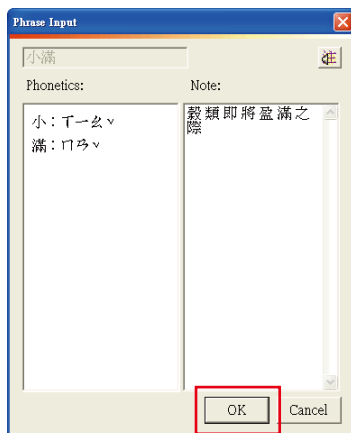 Phrase Input
小滿
注
Phonetics:
Note:
小：ㄒㄧㄠˇ
滿：ㄇㄢˇ
穀類即將盈滿之
際
OK
Cancel